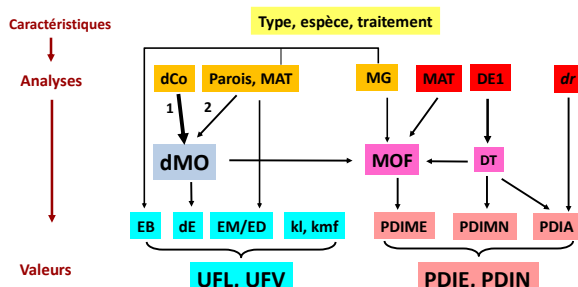 Caractéristiques
Type, espèce, traitement
Analyses
dCo
Parois, MAT
MG
MAT
DE1
dr
1
2
dMO
MOF
DT
EB
dE
EM/ED
kl, kmf
PDIME
PDIMN
PDIA
Valeurs
UFL, UFV
PDIE, PDIN